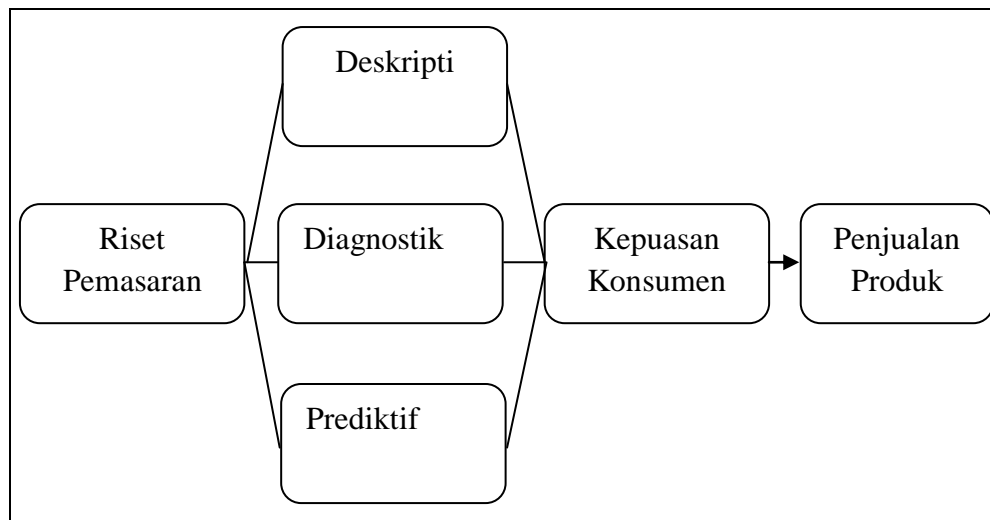 Deskripti
Riset
Pemasaran
Diagnostik
Kepuasan
Konsumen
Penjualan
Produk
Prediktif